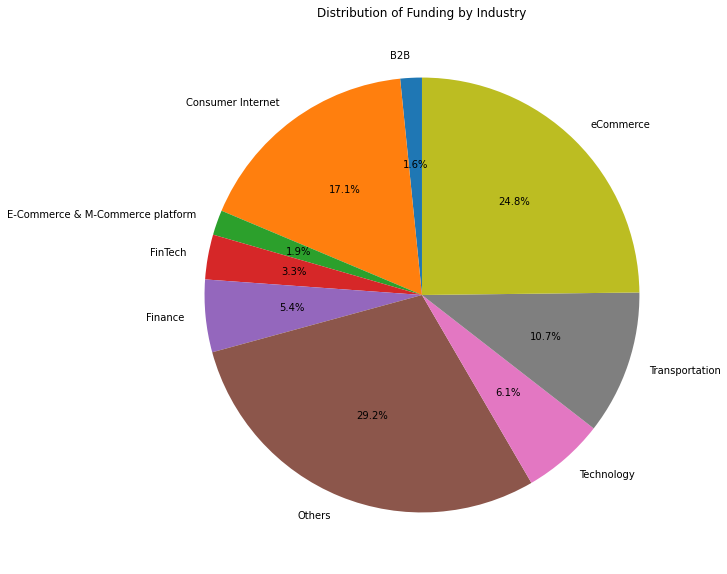 Distribution of Funding by Industry
B2B
Consumer Internet
eCommerce
1.6%
17.1%
24.8%
E-Commerce & M-Commerce platform
1.9%
FinTech
3.3%
Finance
5.4%
10.7%
Transportation
6.1%
29.2%
Technology
Others